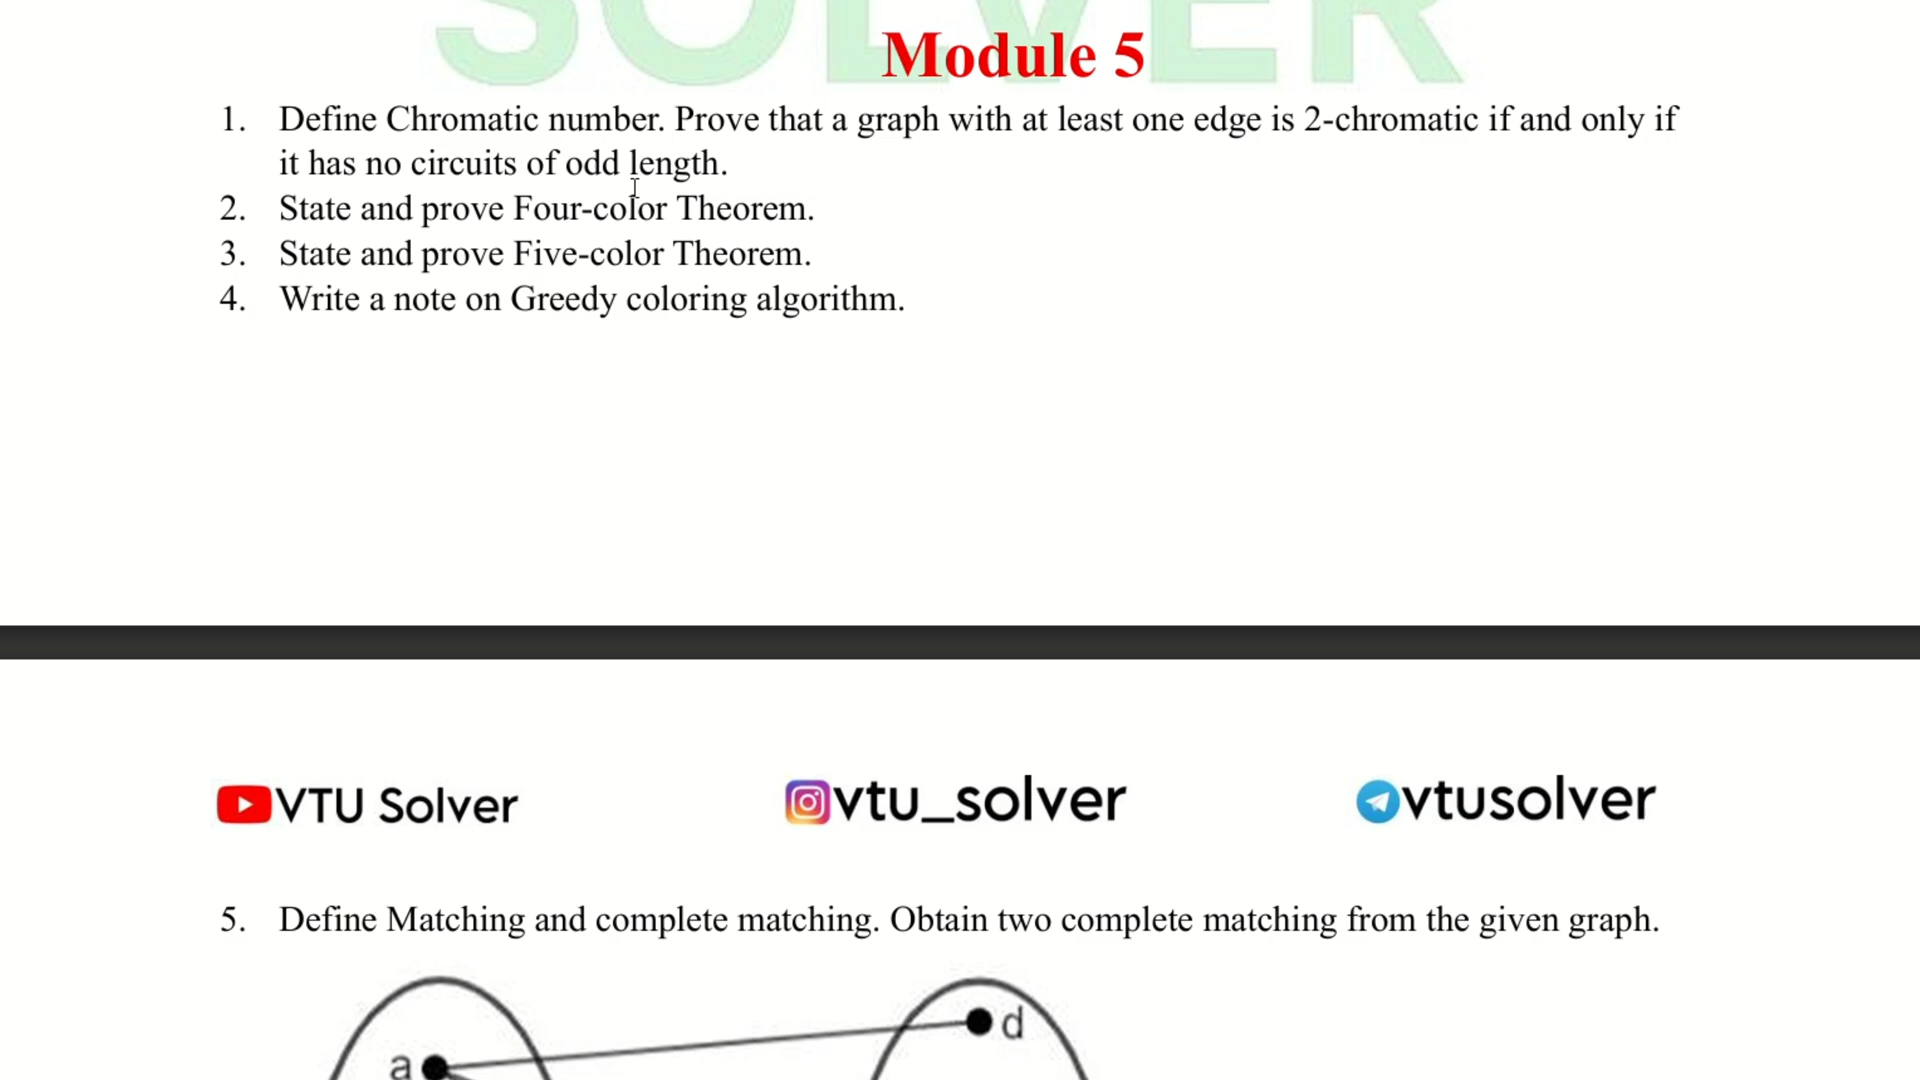 SOLVER
Module 5
1. Define Chromatic number. Prove that a graph with at least one edge is 2-chromatic if and only if
it has no circuits of odd length.
2. State and prove Four-color Theorem.
3. State and prove Five-color Theorem.
4. Write a note on Greedy coloring algorithm.
VTU Solver vtu_solver vtusolver
5. Define Matching and complete matching. Obtain two complete matching from the given graph.
d
a